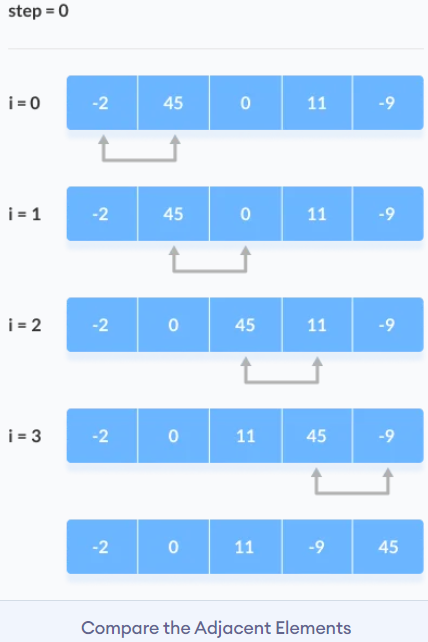 step = 0
i = 0 -2 45 0 11 -9
i = 1 -2 45 0 11 -9
i = 2 -2 0 45 11 -9
i = 3 -2 0 11 45 -9
-2 0 11 -9 45
Compare the Adjacent Elements